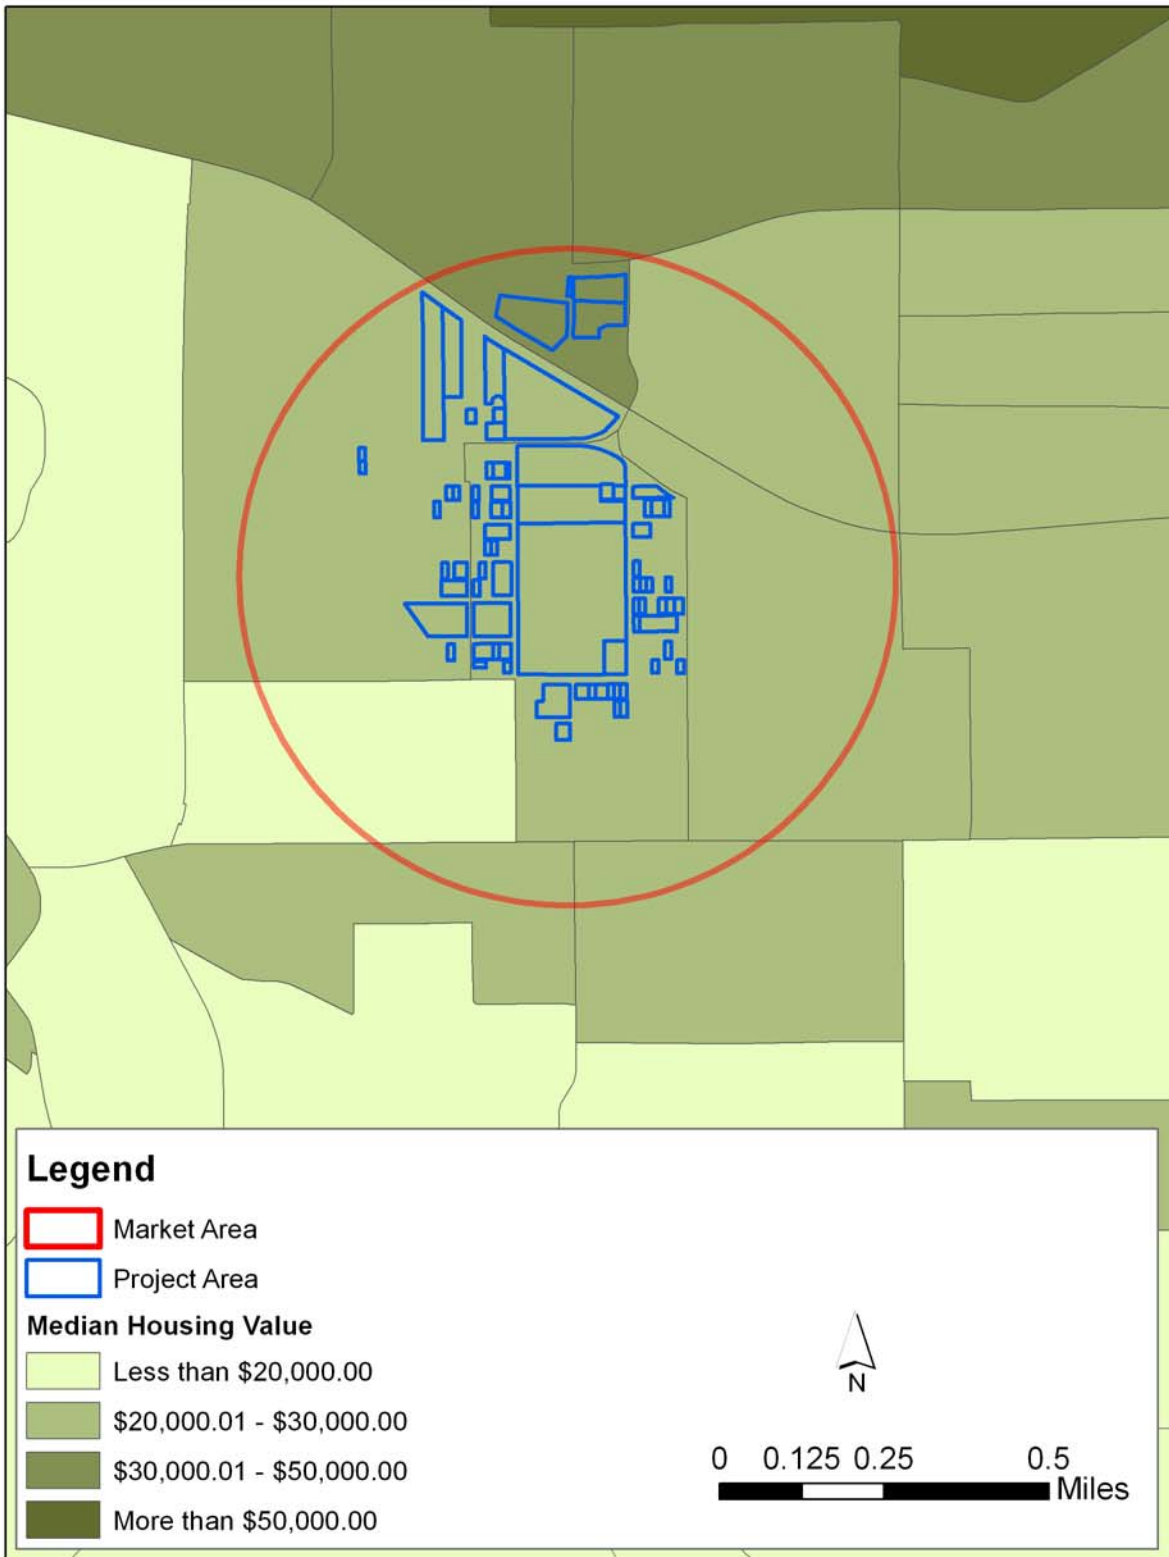 Legend
Market Area
Project Area
Median Housing Value
Less than $20,000.00
$20,000.01 - $30,000.00
$30,000.01 - $50,000.00
More than $50,000.00
N
0 0.125 0.25 0.5
Miles